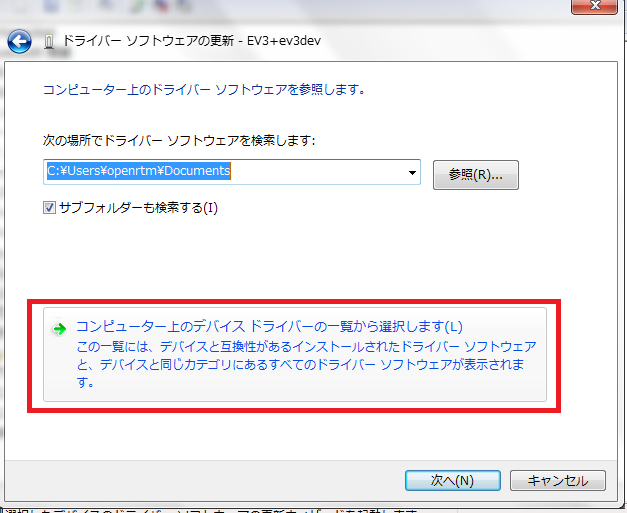 ドライバー ソフトウェアの更新 - EV3+ev3dev
コンピューター上のドライバー ソフトウェアを参照します。
次の場所でドライバー ソフトウェアを検索します:
C:¥Users¥openrtm¥Documents
参照(R)...
サブフォルダーも検索する(I)
コンピューター上のデバイス ドライバーの一覧から選択します(L)
この一覧には、デバイスと互換性があるインストールされたドライバー ソフトウェア
と、デバイスと同じカテゴリにあるすべてのドライバー ソフトウェアが表示されま
す。
次へ(N)
キャンセル